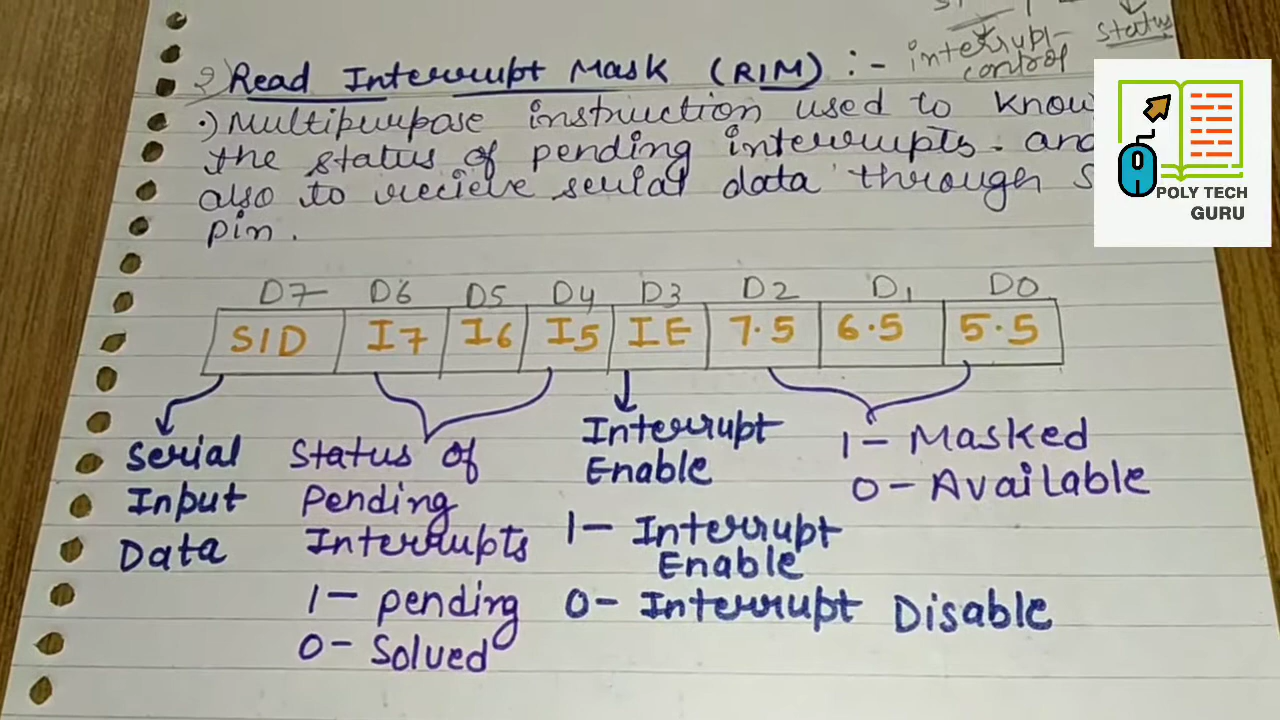 interrupt-
control
status
2) Read Interrupt Mask (RIM) :-
•) Multipurpose instruction used to know
the status of pending interrupts. and
also to recieve serial data through S
pin.
D7 D6 D5 D4 D3 D2 D1 D0
SID I7 I6 I5 IE 7.5 6.5 5.5
Serial
Input
Data
Status of
Pending
Interrupts
1- pending
0- Solved
Interrupt
Enable
1- Interrupt
Enable
0- Interrupt Disable
1- Masked
0- Available
POLY TECH
GURU